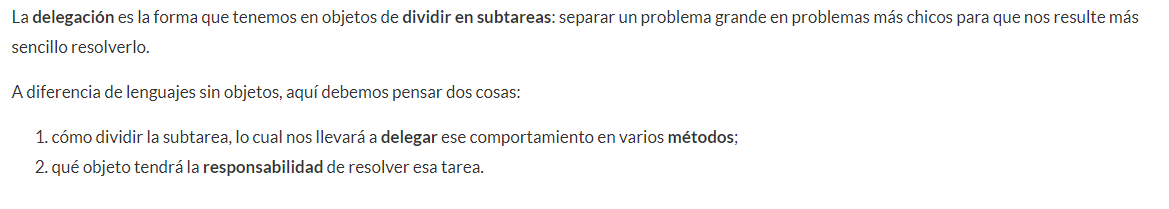 La delegación es la forma que tenemos en objetos de dividir en subtareas: separar un problema grande en problemas más chicos para que nos resulte más
sencillo resolverlo.
A diferencia de lenguajes sin objetos, aquí debemos pensar dos cosas:
1. cómo dividir la subtarea, lo cual nos llevará a delegar ese comportamiento en varios métodos;
2. qué objeto tendrá la responsabilidad de resolver esa tarea.